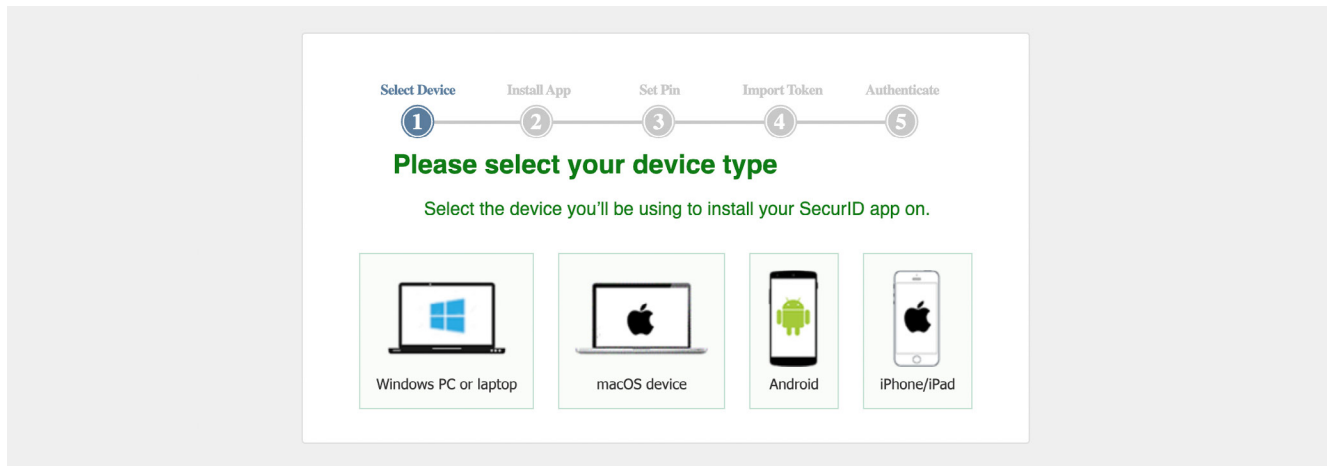 Select Device Install App Set Pin Import Token Authenticate
1 2 3 4 5
Please select your device type
Select the device you'll be using to install your SecurID app on.
Windows PC or laptop macOS device Android iPhone/iPad